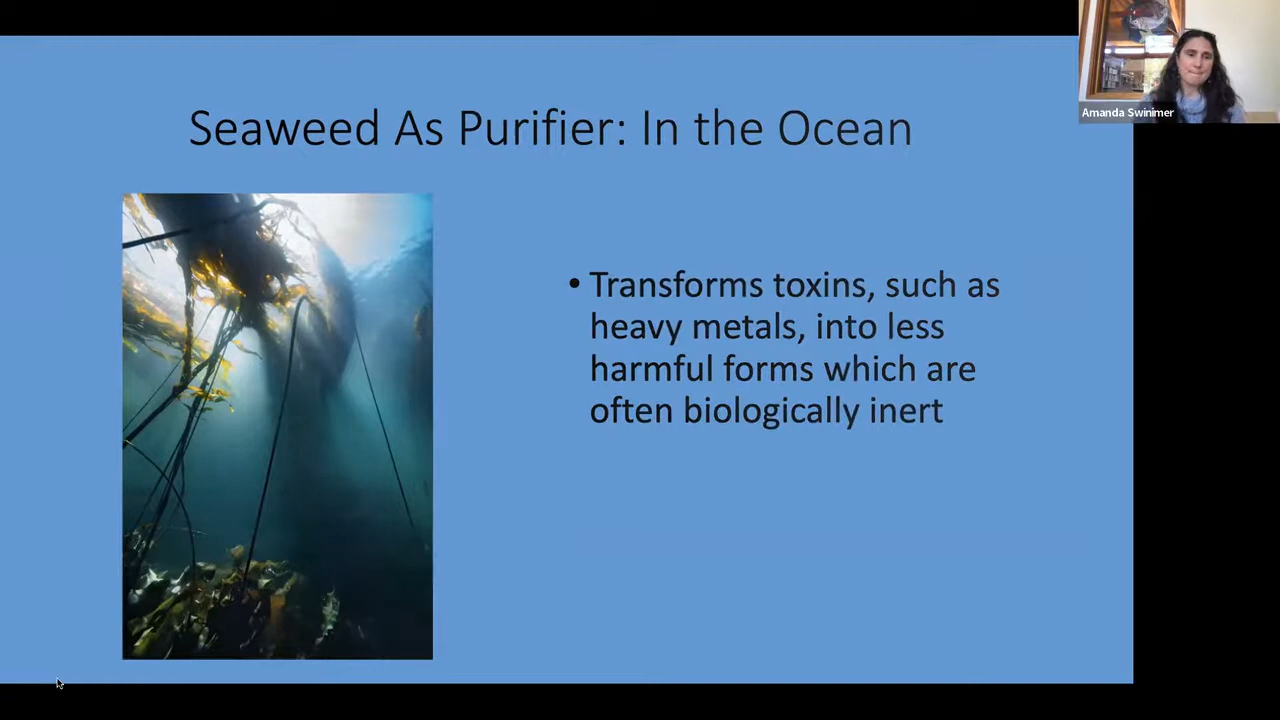 Seaweed As Purifier: In the Ocean
• Transforms toxins, such as
heavy metals, into less
harmful forms which are
often biologically inert
Amanda Swinimer